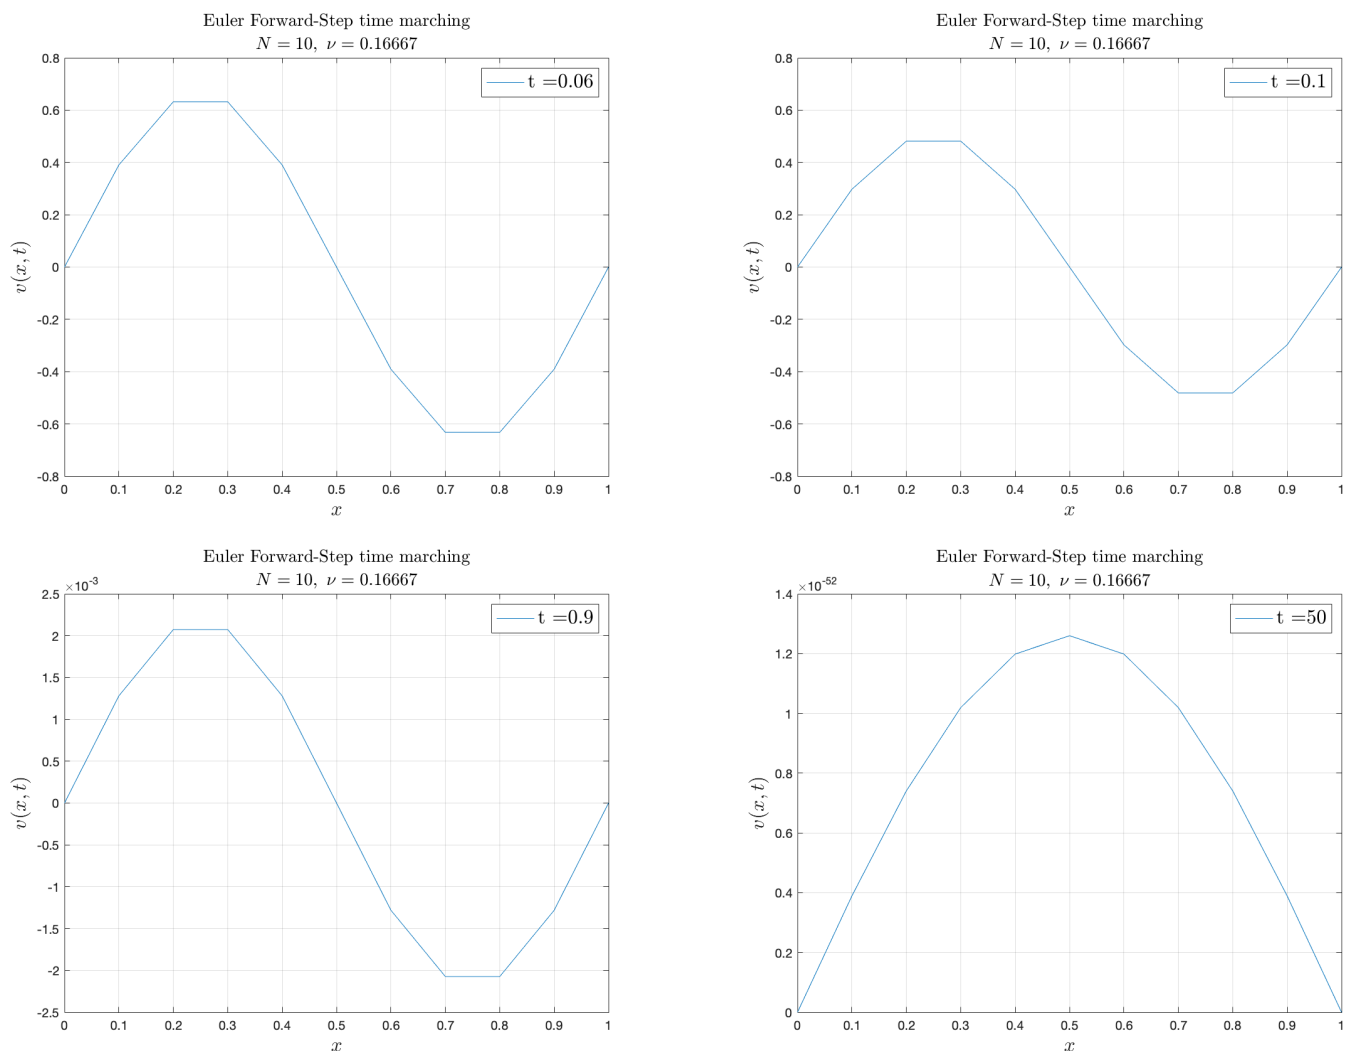 Euler Forward-Step time marching
N = 10, ν = 0.16667
t =0.06
0.8
0.6
0.4
0.2
0
-0.2
-0.4
-0.6
-0.8
v(x, t)
0 0.1 0.2 0.3 0.4 0.5 0.6 0.7 0.8 0.9 1
x
Euler Forward-Step time marching
N = 10, ν = 0.16667
t =0.1
0.8
0.6
0.4
0.2
0
-0.2
-0.4
-0.6
-0.8
v(x, t)
0 0.1 0.2 0.3 0.4 0.5 0.6 0.7 0.8 0.9 1
x
Euler Forward-Step time marching
N = 10, ν = 0.16667
×10⁻³
t =0.9
2.5
2
1.5
1
0.5
0
-0.5
-1
-1.5
-2
-2.5
v(x, t)
0 0.1 0.2 0.3 0.4 0.5 0.6 0.7 0.8 0.9 1
x
Euler Forward-Step time marching
N = 10, ν = 0.16667
×10⁻⁵²
t =50
1.4
1.2
1
0.8
0.6
0.4
0.2
0
v(x, t)
0 0.1 0.2 0.3 0.4 0.5 0.6 0.7 0.8 0.9 1
x